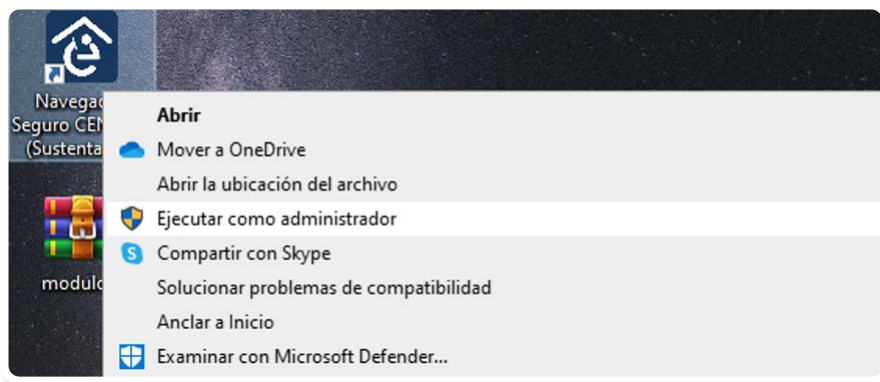 Navegad
Seguro CEN
(Sustenta
modulo
Abrir
Mover a OneDrive
Abrir la ubicación del archivo
Ejecutar como administrador
Compartir con Skype
Solucionar problemas de compatibilidad
Anclar a Inicio
Examinar con Microsoft Defender...